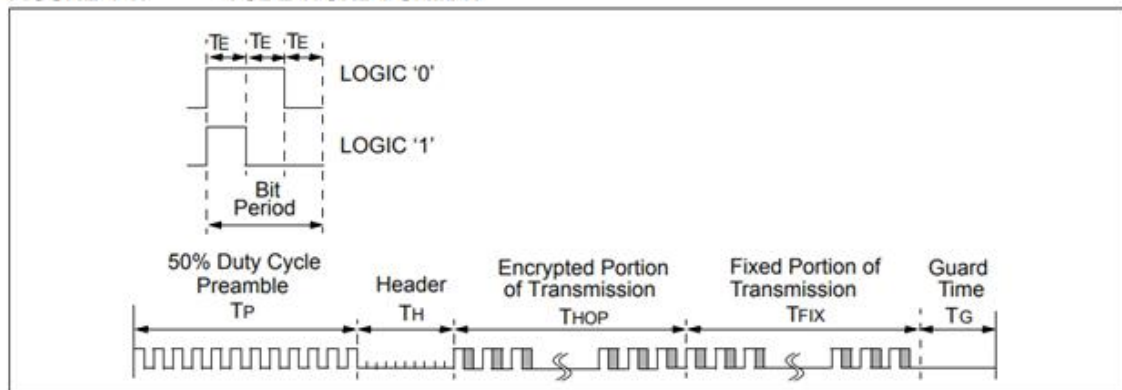 TE TE TE
LOGIC '0'
LOGIC '1'
Bit
Period
50% Duty Cycle
Preamble
TP
Header
TH
Encrypted Portion
of Transmission
THOP
Fixed Portion of
Transmission
TFIX
Guard
Time
TG